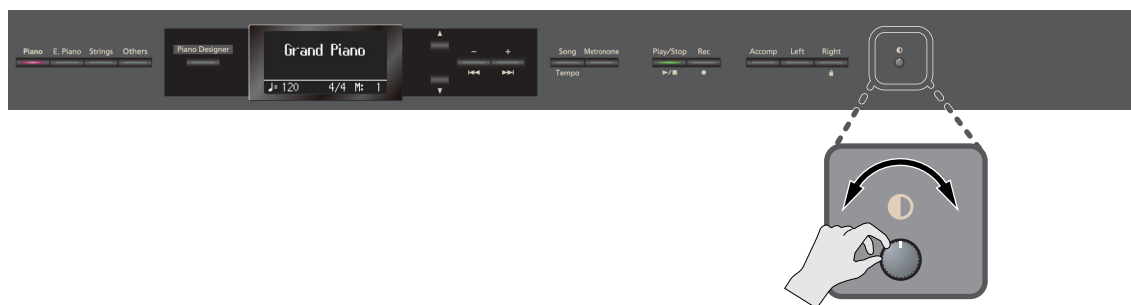 Piano E. Piano Strings Others
Piano Designer
Grand Piano
♩= 120 4/4 M: 1
- +
Song Metronome
Tempo
Play/Stop Rec
Accomp Left Right